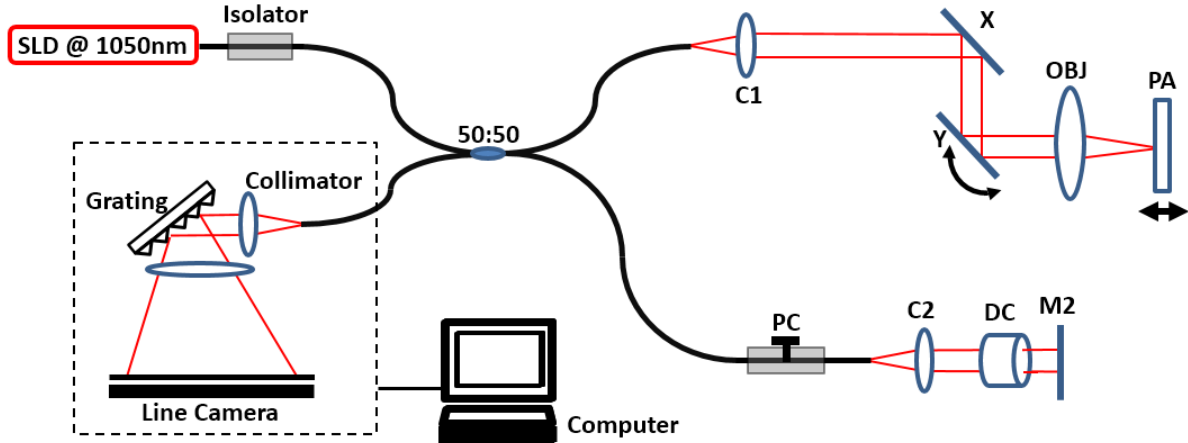 Isolator
SLD @ 1050nm
X
C1
OBJ
PA
50:50
Y
Collimator
Grating
C2
DC
M2
PC
Line Camera
Computer